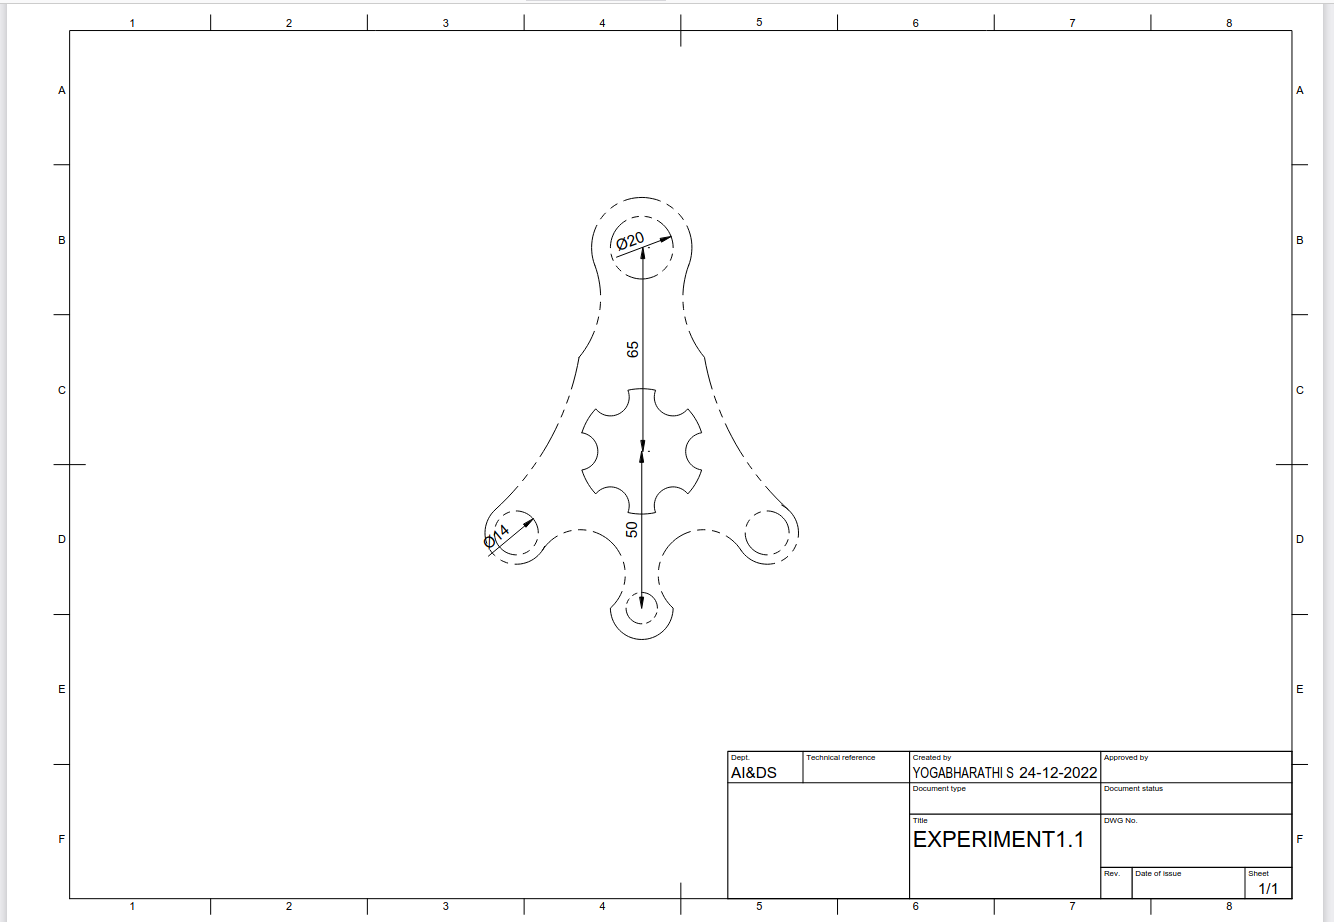 1 2 3 4 5 6 7 8
A A
B B
Ø20
65
C C
50
Ø14
D D
E E
Dept. Technical reference Created by Approved by
AI&DS YOGABHARATHI S 24-12-2022
Document type Document status
Title DWG No.
EXPERIMENT1.1
F F
Rev. Date of issue Sheet
1/1
1 2 3 4 5 6 7 8